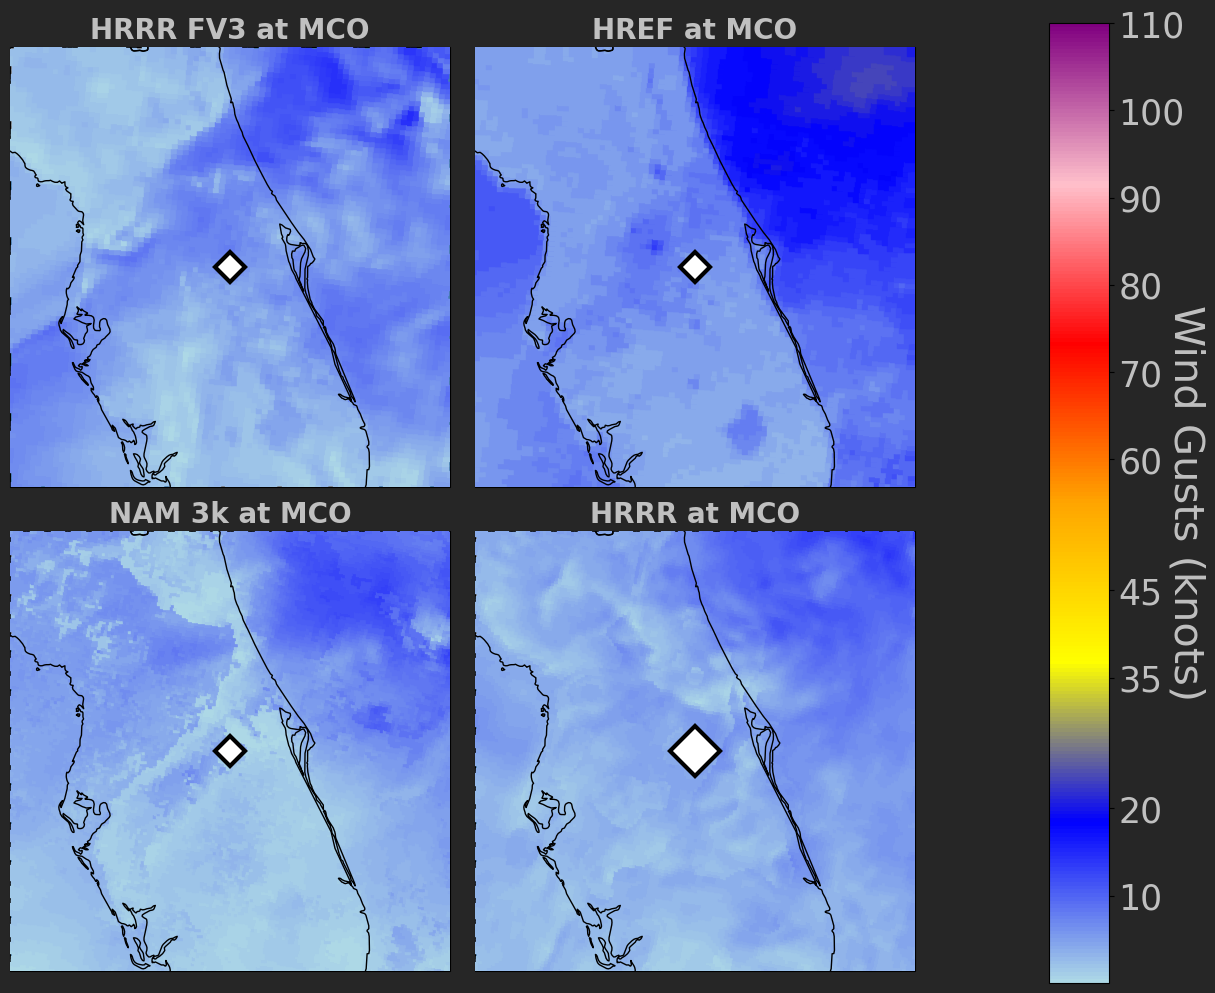 HRRR FV3 at MCO
HREF at MCO
NAM 3k at MCO
HRRR at MCO
110
100
90
80
70
60
45
35
20
10
Wind Gusts (knots)